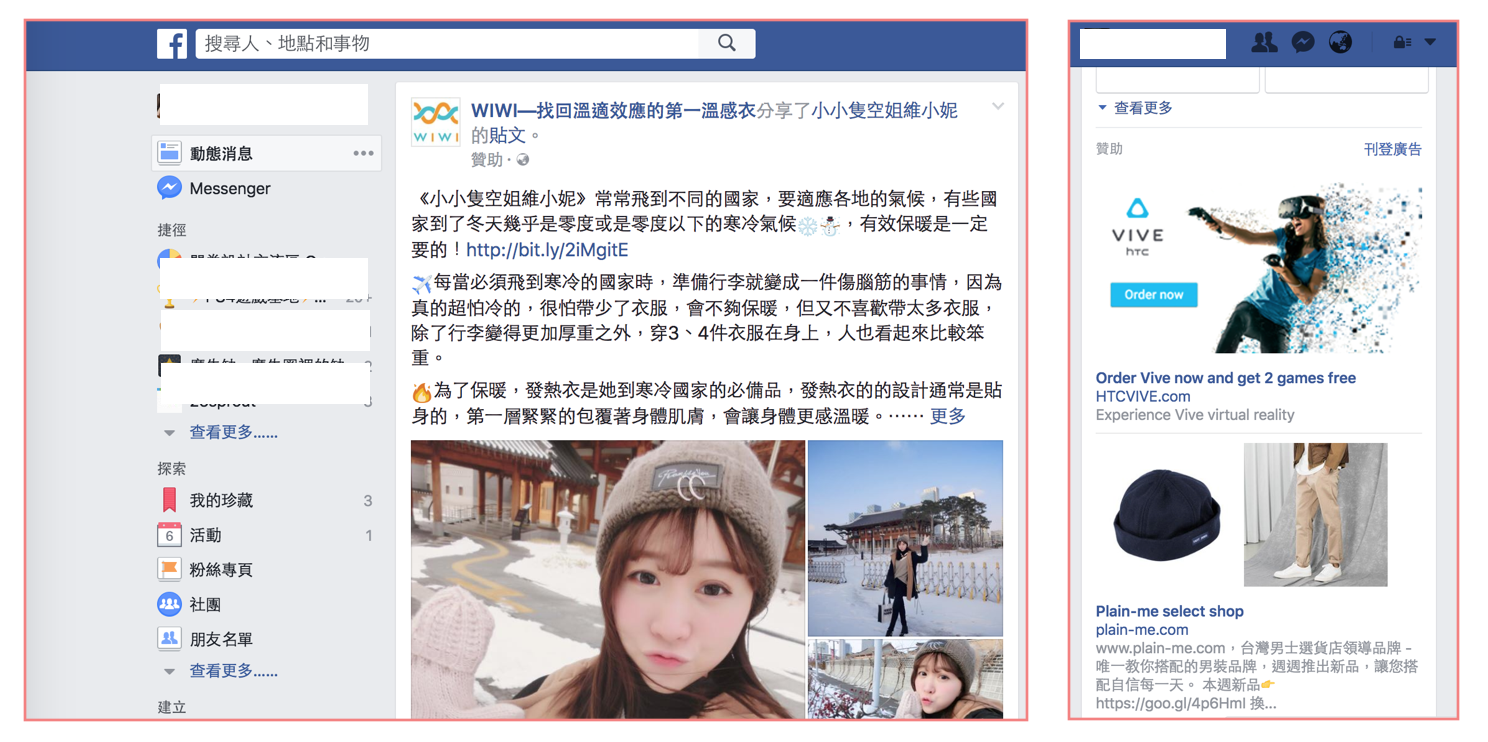 搜尋人、地點和事物
WIWI—找回溫適效應的第一溫感衣分享了小小隻空姐維小妮
的貼文。
贊助 ·
WIWI
動態消息
Messenger
捷徑
查看更多......
探索
我的珍藏 3
6 活動 1
粉絲專頁
社團
朋友名單
查看更多......
建立
《小小隻空姐維小妮》常常飛到不同的國家，要適應各地的氣候，有些國
家到了冬天幾乎是零度或是零度以下的寒冷氣候❄️⛄，有效保暖是一定
要的！http://bit.ly/2iMgitE
✈️每當必須飛到寒冷的國家時，準備行李就變成一件傷腦筋的事情，因為
真的超怕冷的，很怕帶少了衣服，會不夠保暖，但又不喜歡帶太多衣服，
除了行李變得更加厚重之外，穿3、4件衣服在身上，人也看起來比較笨
重。
🔥為了保暖，發熱衣是她到寒冷國家的必備品，發熱衣的的設計通常是貼
身的，第一層緊緊的包覆著身體肌膚，會讓身體更感溫暖。…… 更多
查看更多
贊助 刊登廣告
VIVE
htc
Order now
Order Vive now and get 2 games free
HTCVIVE.com
Experience Vive virtual reality
Plain-me select shop
plain-me.com
www.plain-me.com，台灣男士選貨店領導品牌 -
唯一教你搭配的男裝品牌，週週推出新品，讓您搭
配自信每一天。 本週新品👉
https://goo.gl/4p6Hml 換...